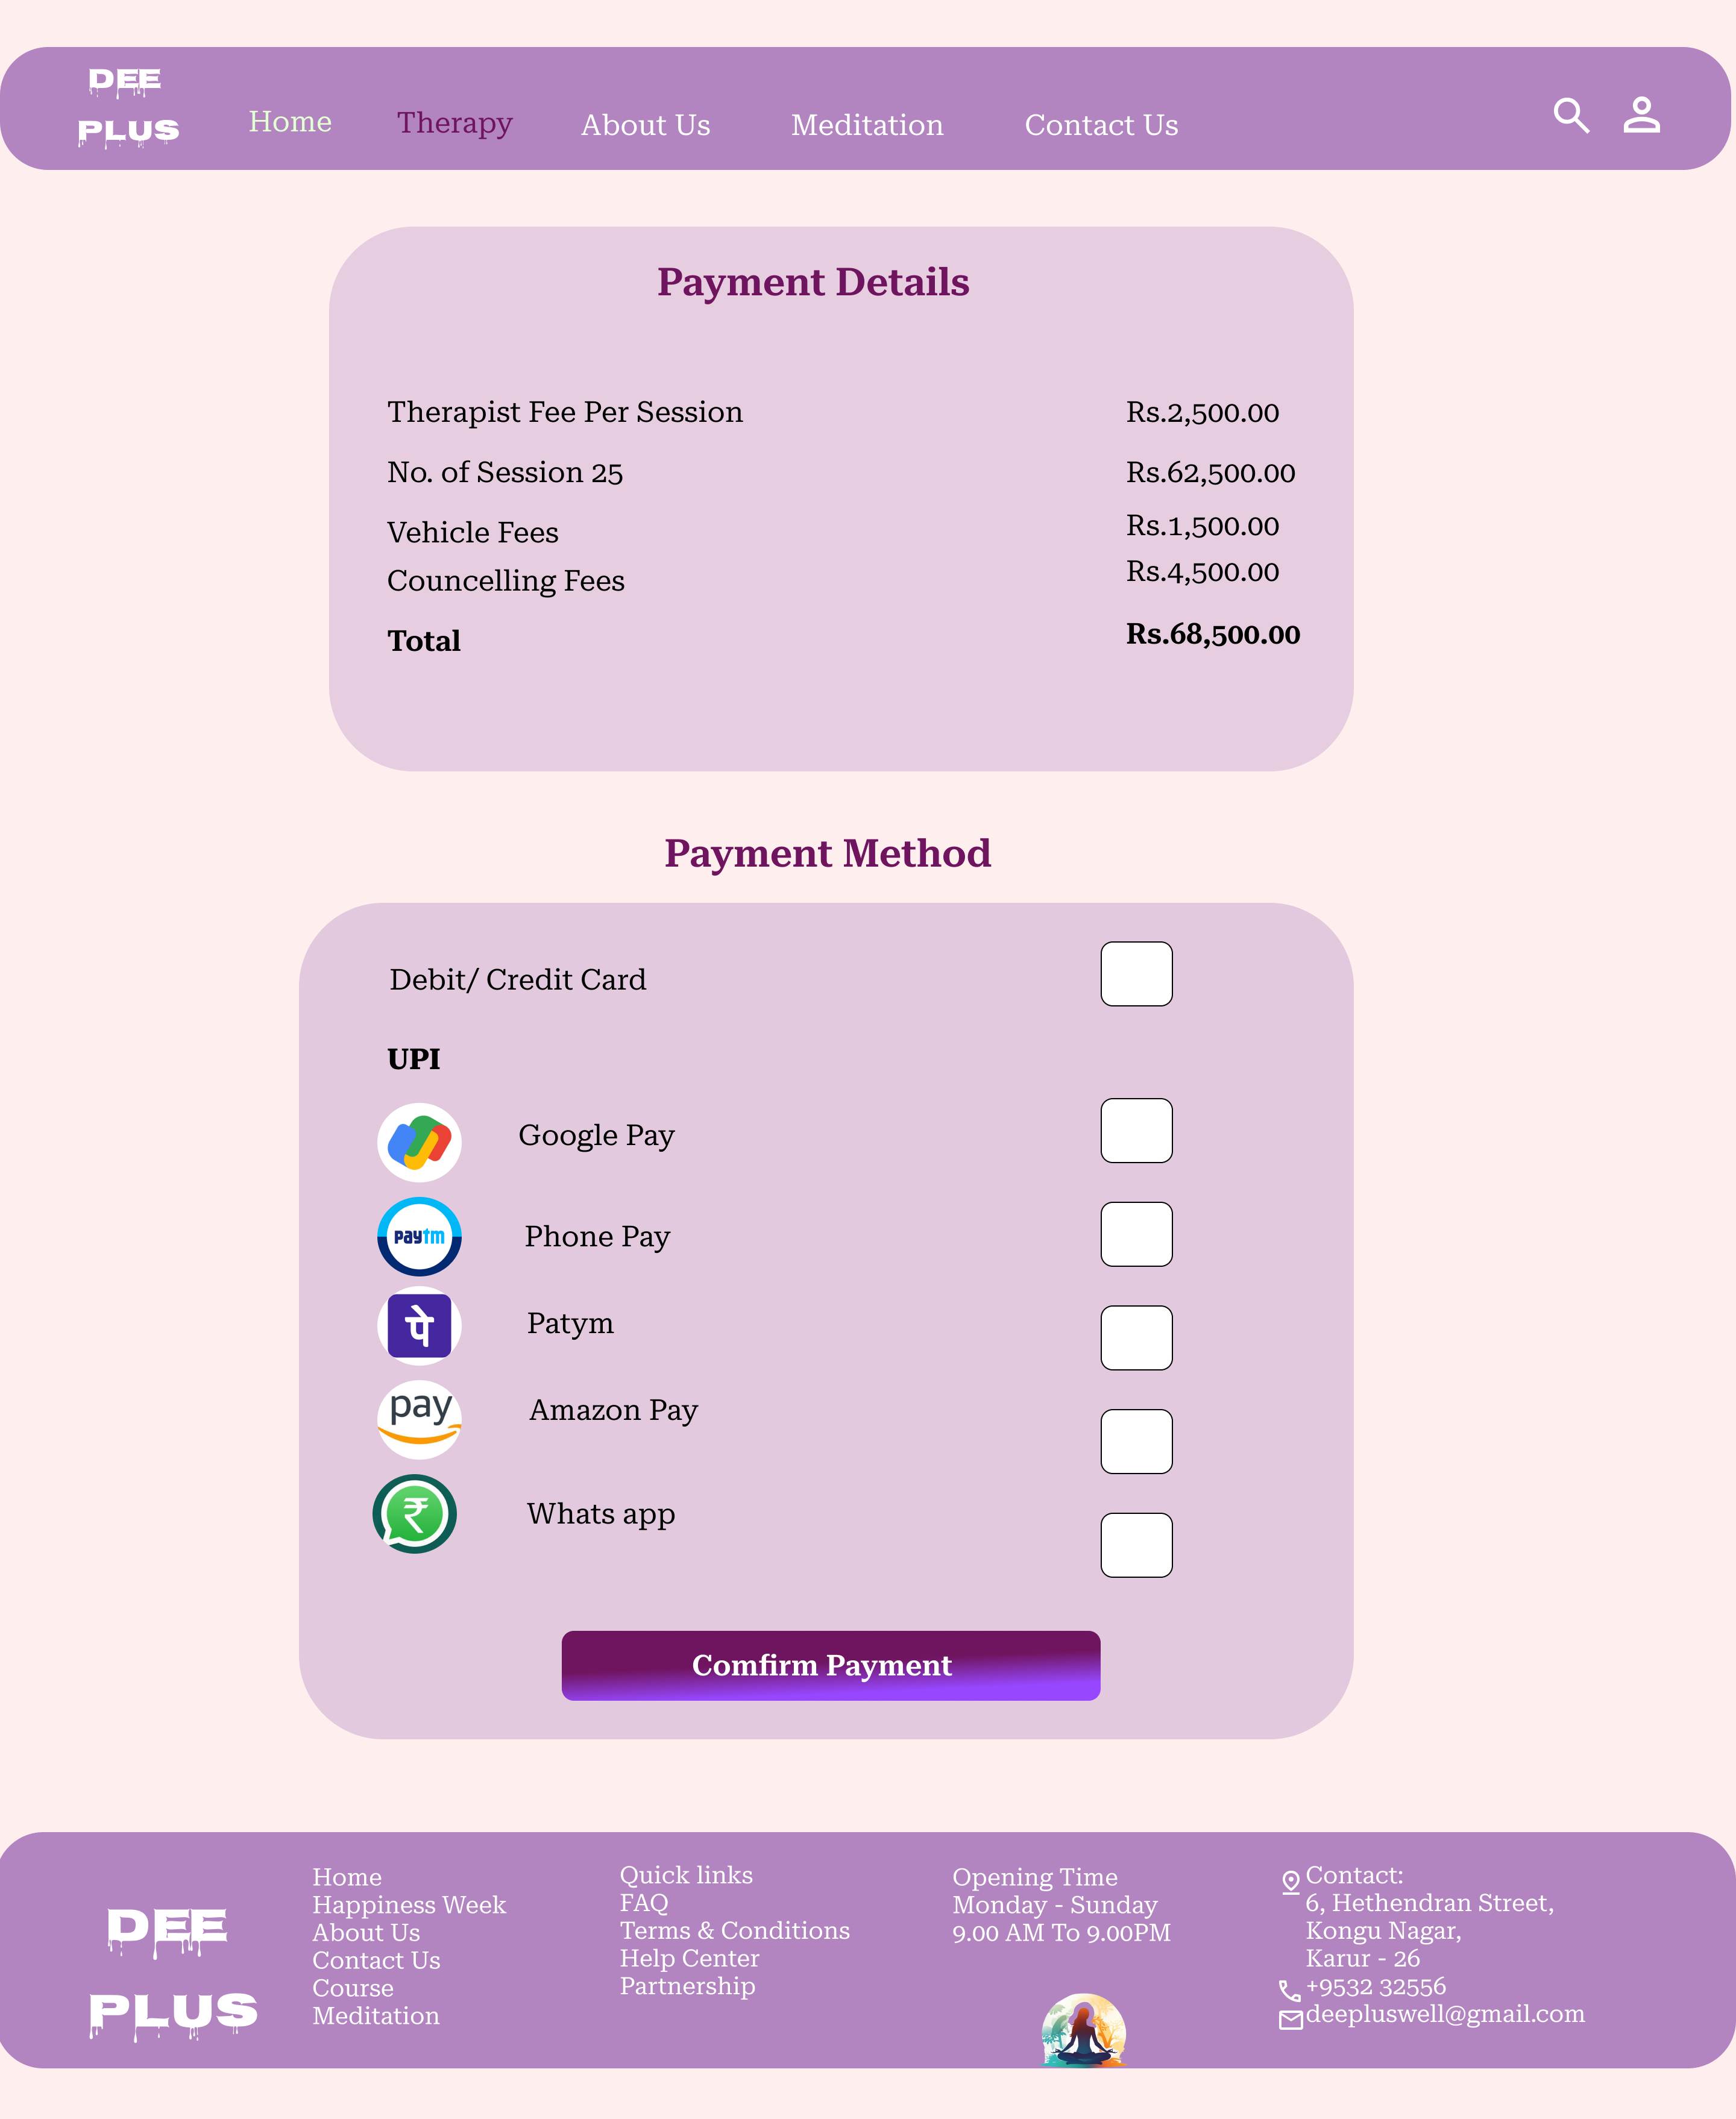 DEE
PLUS
Home
Therapy
About Us
Meditation
Contact Us
Payment Details
Therapist Fee Per Session
Rs.2,500.00
No. of Session 25
Rs.62,500.00
Vehicle Fees
Rs.1,500.00
Councelling Fees
Rs.4,500.00
Total
Rs.68,500.00
Payment Method
Debit/ Credit Card
UPI
Google Pay
paytm
Phone Pay
पे
Patym
pay
Amazon Pay
₹
Whats app
Comfirm Payment
DEE
PLUS
Home
Happiness Week
About Us
Contact Us
Course
Meditation
Quick links
FAQ
Terms & Conditions
Help Center
Partnership
Opening Time
Monday - Sunday
9.00 AM To 9.00PM
Contact:
6, Hethendran Street,
Kongu Nagar,
Karur - 26
+9532 32556
deepluswell@gmail.com